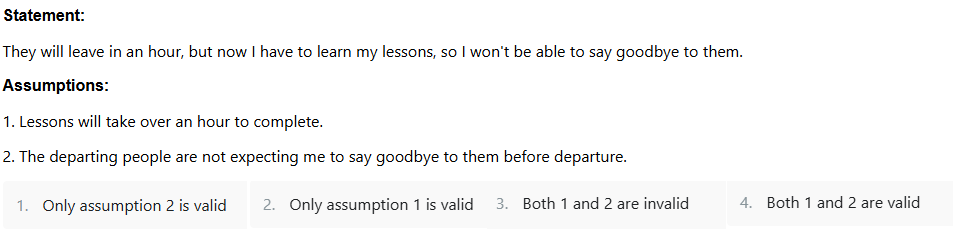 Statement:
They will leave in an hour, but now I have to learn my lessons, so I won't be able to say goodbye to them.
Assumptions:
1. Lessons will take over an hour to complete.
2. The departing people are not expecting me to say goodbye to them before departure.
1. Only assumption 2 is valid 2. Only assumption 1 is valid 3. Both 1 and 2 are invalid 4. Both 1 and 2 are valid